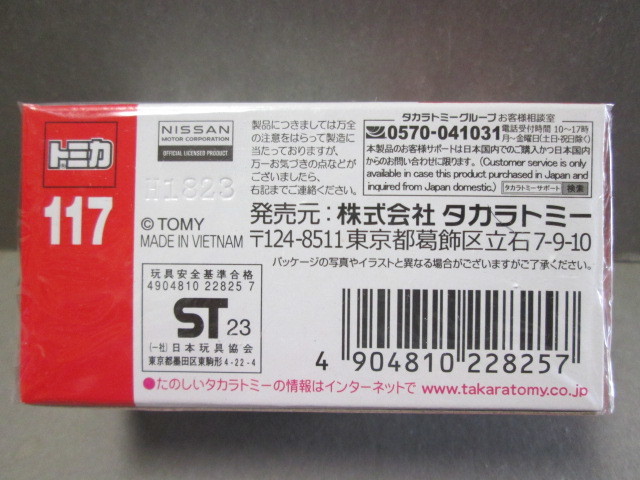 トミカ
117
NISSAN
MOTOR CORPORATION
OFFICIAL LICENSED PRODUCT
H1823
© TOMY
MADE IN VIETNAM
製品につきましては万全
の注意をはらって製造に
当たっておりますが、
万一お気づきの点などが
ございましたら、
右記までご連絡ください。
タカラトミーグループ お客様相談室
0570-041031
電話受付時間 10〜17時
月〜金曜日(土日・祝日除く)
本製品のお客様サポートは日本国内でのご購入かつ日本国内
からのお問い合わせに限ります。(Customer service is only
available in case this product purchased in Japan and
inquired from Japan domestic.)
タカラトミーサポート 検索
発売元：株式会社 タカラトミー
〒124-8511東京都葛飾区立石7-9-10
パッケージの写真やイラストと異なる場合がございますがご了承ください。
玩具安全基準合格
4904810 22825 7
ST 23
(一社)日本玩具協会
東京都墨田区東駒形4-22-4
4 904810 228257
●たのしいタカラトミーの情報はインターネットで www.takaratomy.co.jp